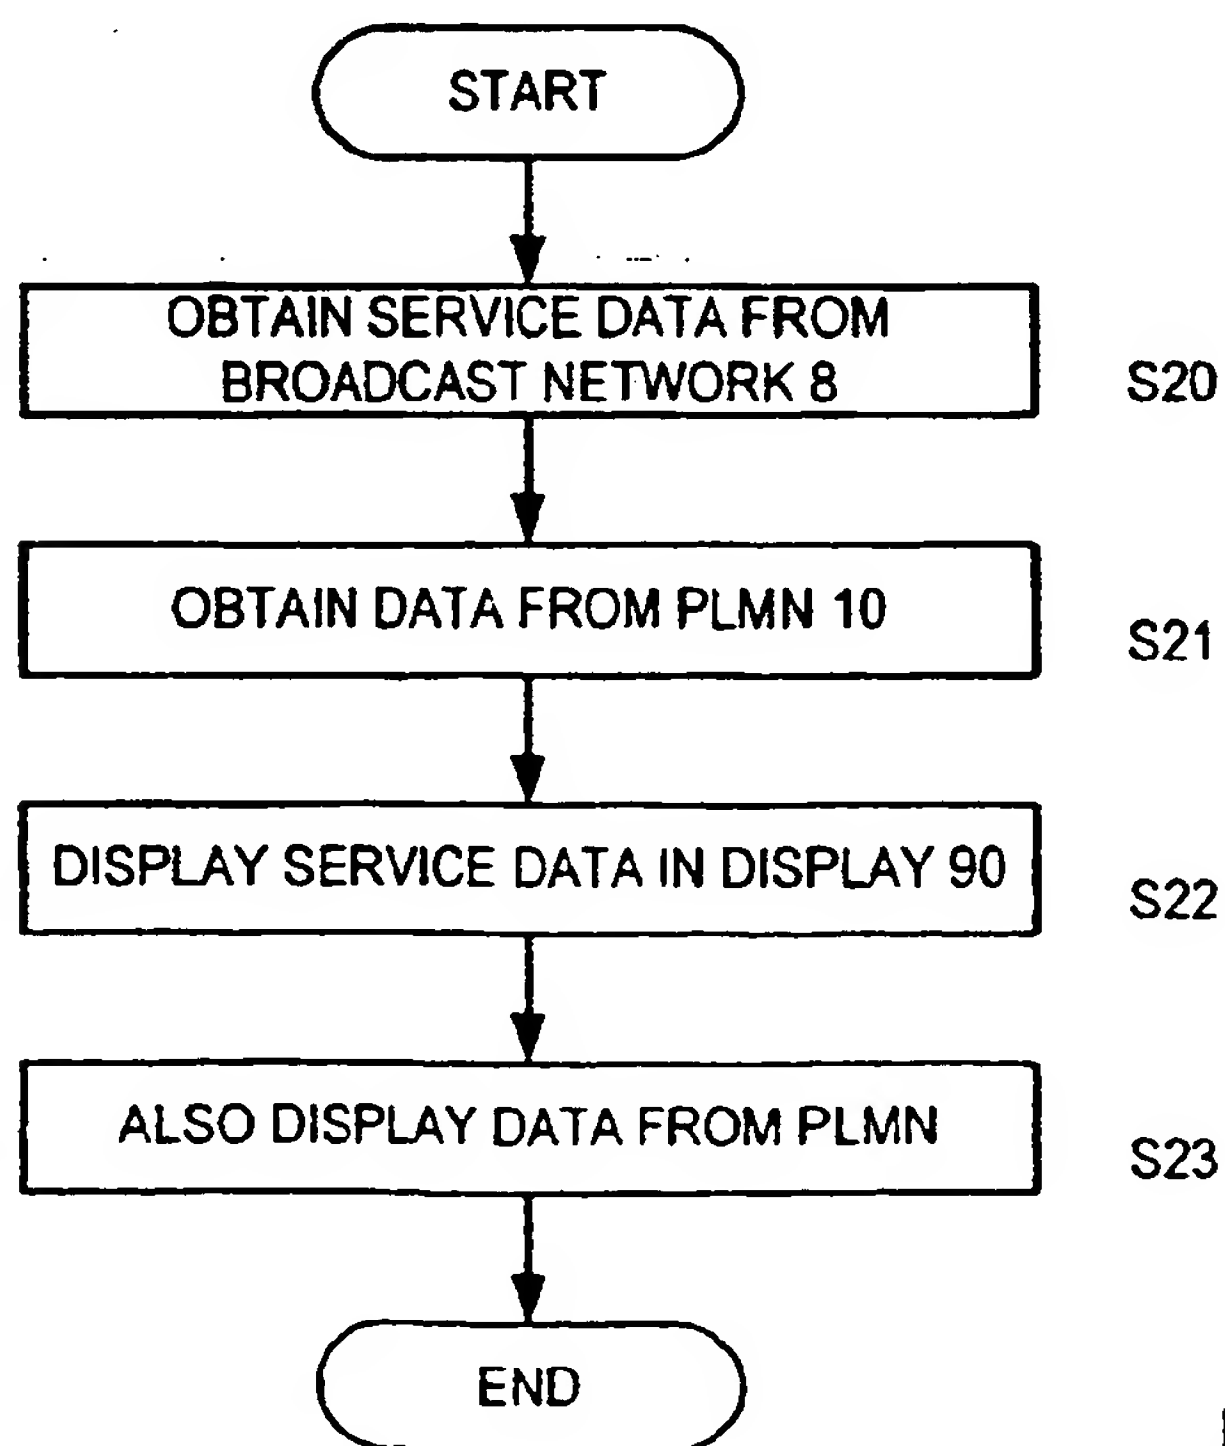 START
OBTAIN SERVICE DATA FROM
BROADCAST NETWORK 8
S20
OBTAIN DATA FROM PLMN 10
S21
DISPLAY SERVICE DATA IN DISPLAY 90
S22
ALSO DISPLAY DATA FROM PLMN
S23
END